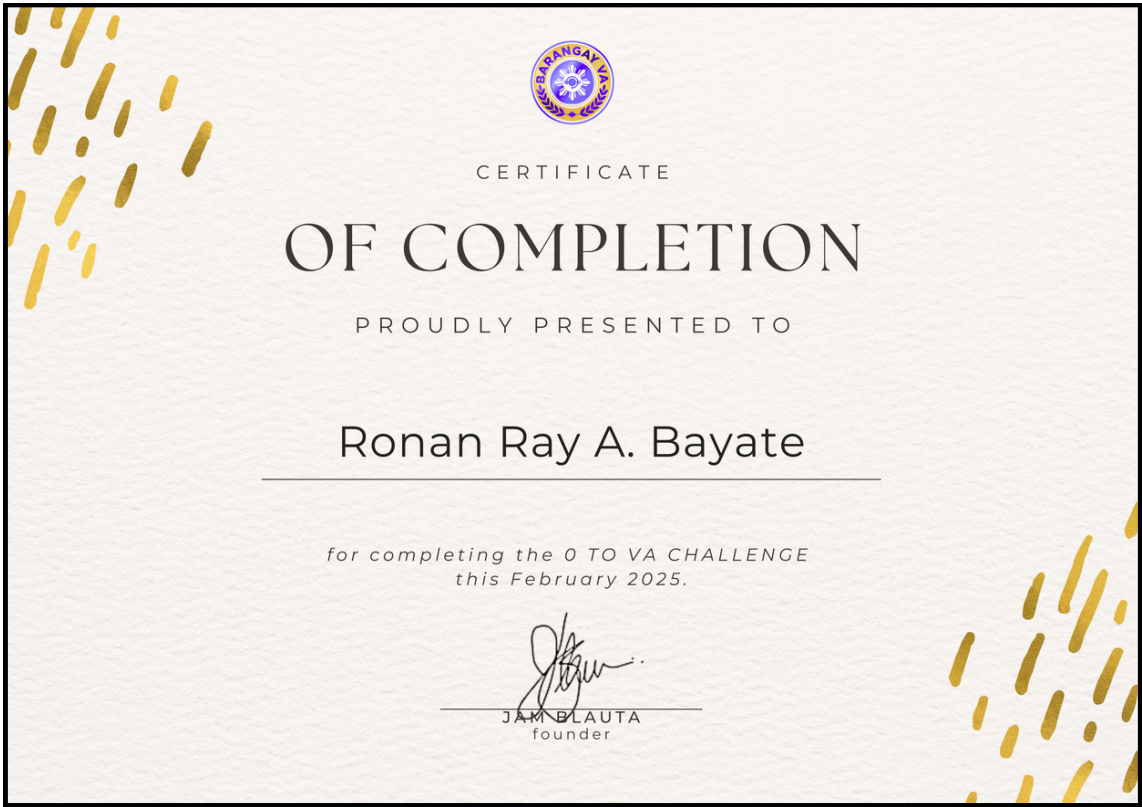 BARANGAY VA
CERTIFICATE
OF COMPLETION
PROUDLY PRESENTED TO
Ronan Ray A. Bayate
for completing the 0 TO VA CHALLENGE
this February 2025.
JAM BLAUTA
founder